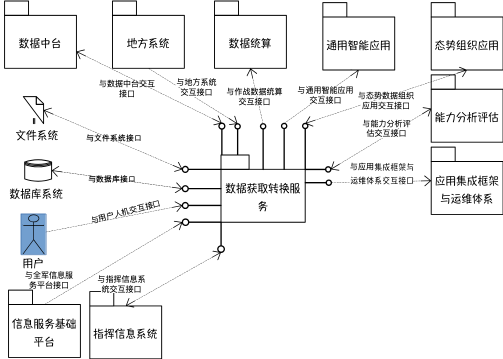 数据中台
地方系统
数据统算
通用智能应用
态势组织应用
与数据中台交互
接口
与地方系统
交互接口
与作战数据统算
交互接口
与通用智能应用
交互接口
与态势数据组织
应用交互接口
能力分析评估
与能力分析评
估交互接口
文件系统
与文件系统接口
数据库系统
与数据库接口
数据获取转换服
务
与应用集成框架与
运维体系交互接口
应用集成框架
与运维体系
用户
与用户人机交互接口
与全军信息服
务平台接口
与指挥信息系
统交互接口
信息服务基础
平台
指挥信息系统